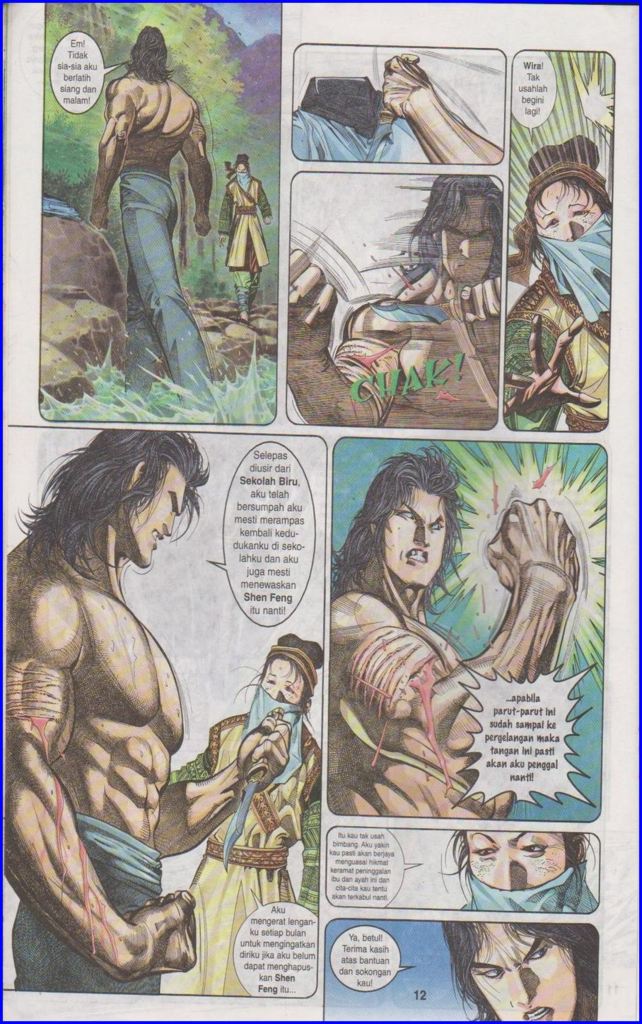 Em!
Tidak
sia-sia aku
berlatih
siang dan
malam!
Wira!
Tak
usahlah
begini
lagi!
CHAK!
Selepas
diusir dari
Sekolah Biru,
aku telah
bersumpah aku
mesti merampas
kembali kedu-
dukanku di seko-
lahku dan aku
juga mesti
menewaskan
Shen Feng
itu nanti!
Aku
mengerat lengan-
ku setiap bulan
untuk mengingatkan
diriku jika aku belum
dapat menghapus-
kan Shen
Feng itu...
..apabila
parut-parut ini
sudah sampai ke
pergelangan maka
tangan ini pasti
akan aku penggal
nanti!
Itu kau tak usah
bimbang. Aku yakin
kau pasti akan berjaya
menguasai hikmat
keramat peninggalan
ibu dan ayah ini dan
cita-cita kau tentu
akan terkabul nanti.
Ya, betul!
Terima kasih
atas bantuan
dan sokongan
kau!
12